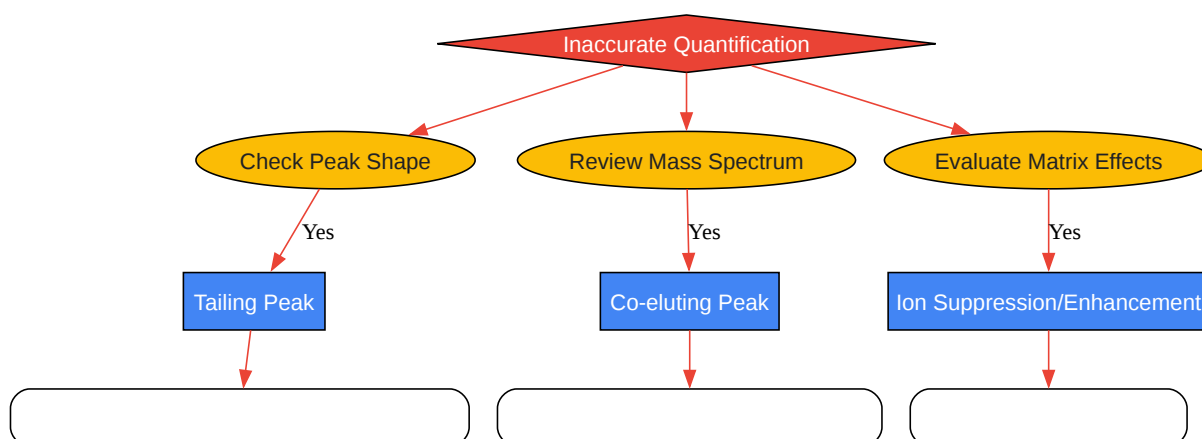 Inaccurate Quantification
Check Peak Shape
Review Mass Spectrum
Evaluate Matrix Effects
Yes
Yes
Yes
Tailing Peak
Co-eluting Peak
Ion Suppression/Enhancement